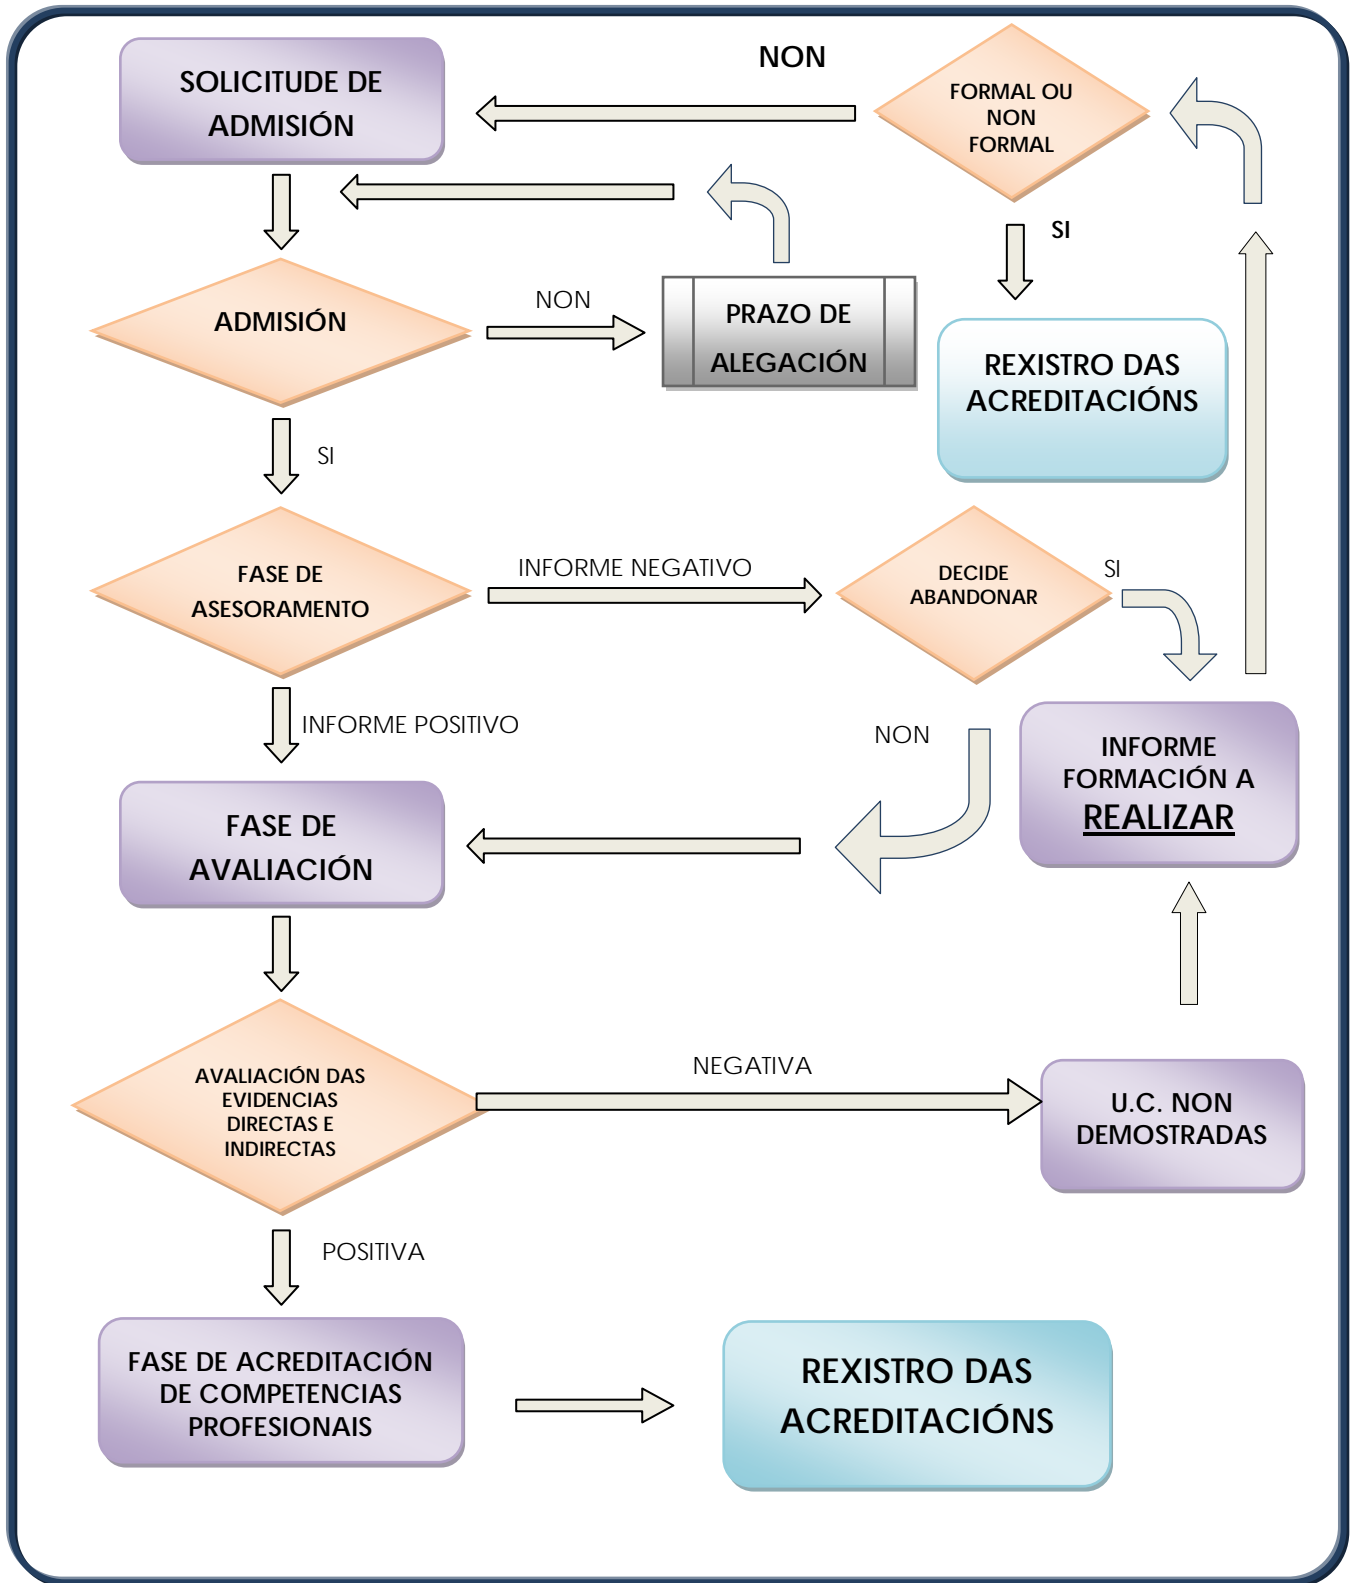 SOLICITUDE DE
ADMISIÓN
NON
FORMAL OU
NON
FORMAL
SI
ADMISIÓN
NON
PRAZO DE
ALEGACIÓN
REXISTRO DAS
ACREDITACIÓNS
SI
FASE DE
ASESORAMENTO
INFORME NEGATIVO
DECIDE
ABANDONAR
SI
INFORME POSITIVO
NON
INFORME
FORMACIÓN A
REALIZAR
FASE DE
AVALIACIÓN
AVALIACIÓN DAS
EVIDENCIAS
DIRECTAS E
INDIRECTAS
NEGATIVA
U.C. NON
DEMOSTRADAS
POSITIVA
FASE DE ACREDITACIÓN
DE COMPETENCIAS
PROFESIONAIS
REXISTRO DAS
ACREDITACIÓNS